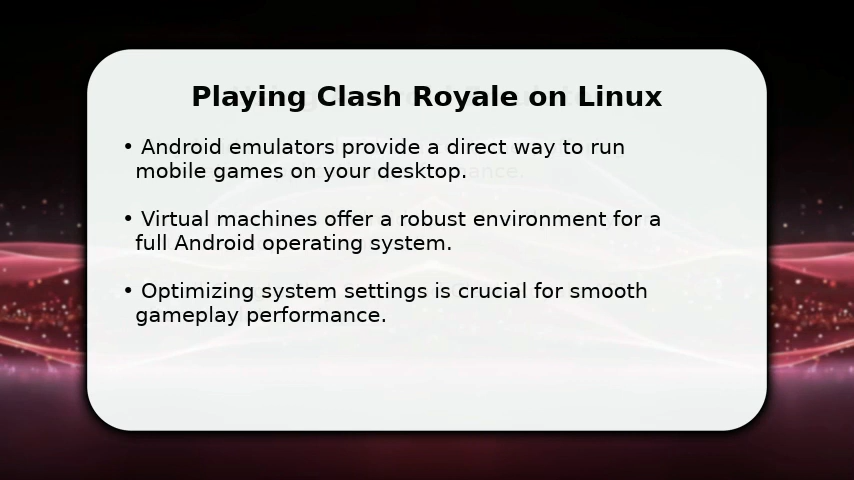 Playing Clash Royale on Linux
• Android emulators provide a direct way to run
mobile games on your desktop.
• Virtual machines offer a robust environment for a
full Android operating system.
• Optimizing system settings is crucial for smooth
gameplay performance.